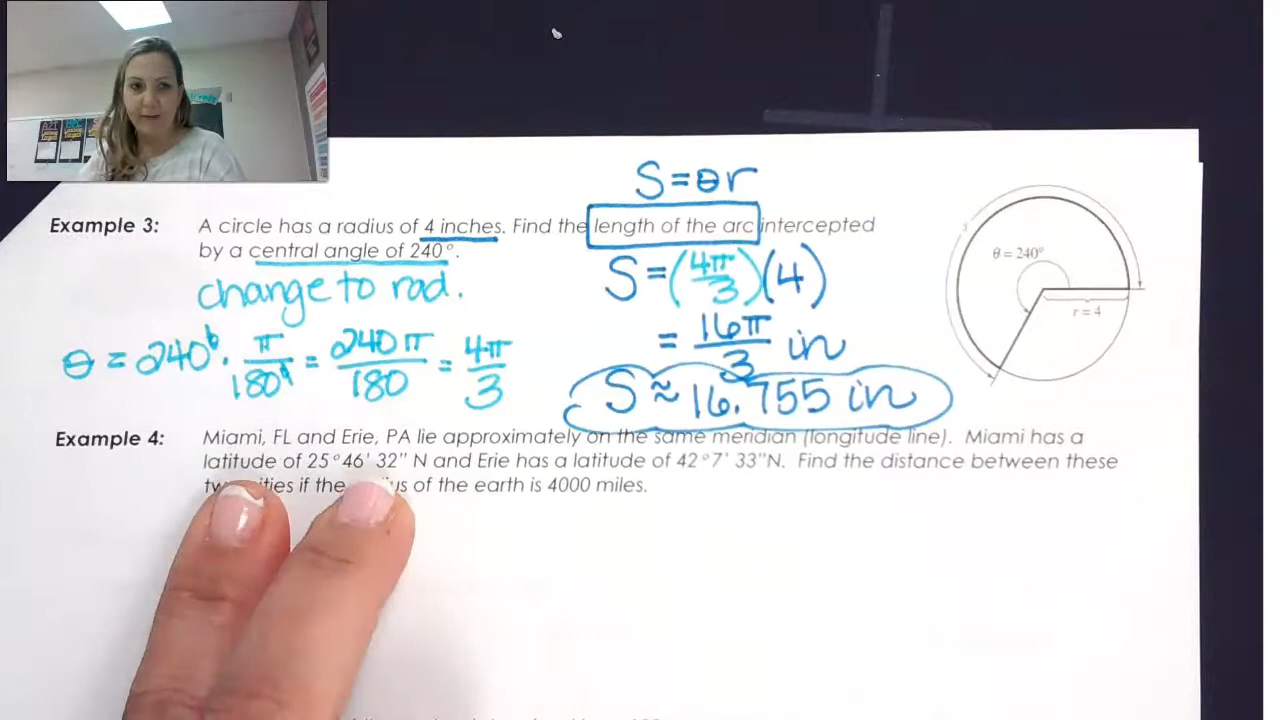 S = θr
Example 3: A circle has a radius of 4 inches. Find the length of the arc intercepted
by a central angle of 240°.
change to rad.
S = (4π/3)(4)
= 16π/3 in
θ = 240° · π/180° = 240π/180 = 4π/3
S ≈ 16.755 in
θ = 240°
r = 4
Example 4: Miami, FL and Erie, PA lie approximately on the same meridian (longitude line). Miami has a
latitude of 25°46' 32" N and Erie has a latitude of 42°7' 33"N. Find the distance between these
if the of the earth is 4000 miles.